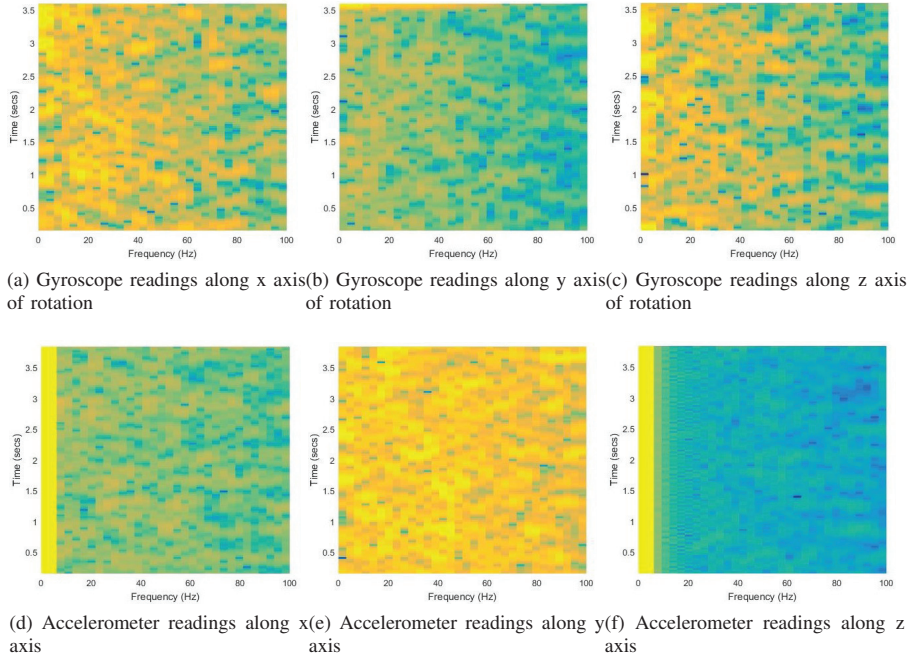 3.5
3
2.5
2
1.5
1
0.5
Time (secs)
0 20 40 60 80 100
Frequency (Hz)
(a) Gyroscope readings along x axis of rotation
3.5
3
2.5
2
1.5
1
0.5
Time (secs)
0 20 40 60 80 100
Frequency (Hz)
(b) Gyroscope readings along y axis of rotation
3.5
3
2.5
2
1.5
1
0.5
Time (secs)
0 20 40 60 80 100
Frequency (Hz)
(c) Gyroscope readings along z axis of rotation
3.5
3
2.5
2
1.5
1
0.5
Time (secs)
0 20 40 60 80 100
Frequency (Hz)
(d) Accelerometer readings along x axis
3.5
3
2.5
2
1.5
1
0.5
Time (secs)
0 20 40 60 80 100
Frequency (Hz)
(e) Accelerometer readings along y axis
3.5
3
2.5
2
1.5
1
0.5
Time (secs)
0 20 40 60 80 100
Frequency (Hz)
(f) Accelerometer readings along z axis